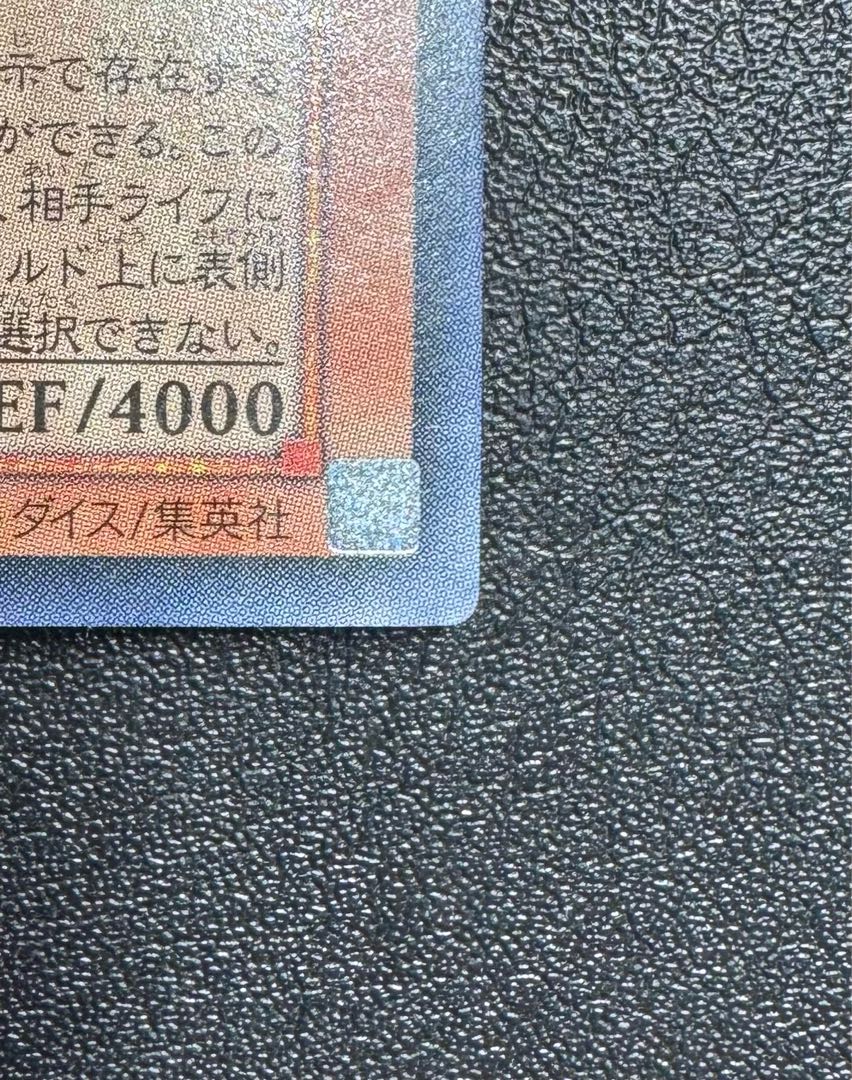 示で存在する
ができる。この
、相手ライフに
ルド上に表側
選択できない。
EF/4000
ダイス/集英社